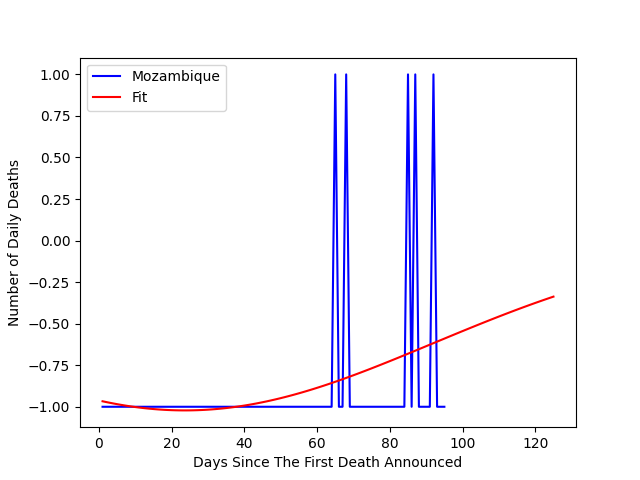 Mozambique
Fit
1.00
0.75
0.50
0.25
0.00
−0.25
−0.50
−0.75
−1.00
Number of Daily Deaths
0 20 40 60 80 100 120
Days Since The First Death Announced